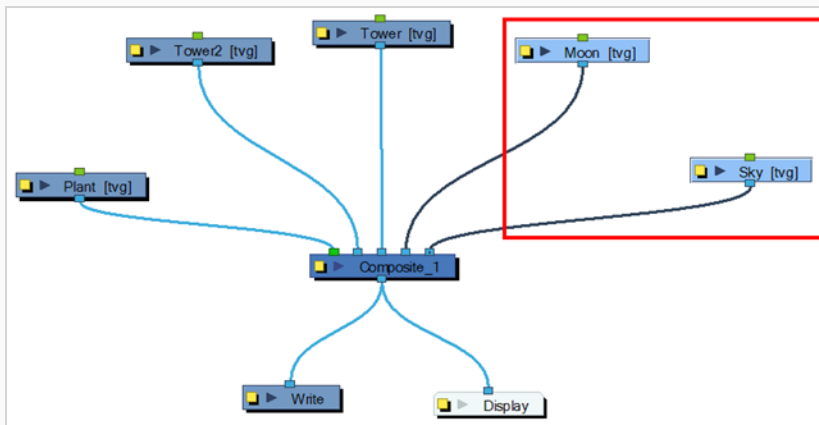 Tower [tvg]
Tower2 [tvg]
Moon [tvg]
Sky [tvg]
Plant [tvg]
Composite_1
Write
Display